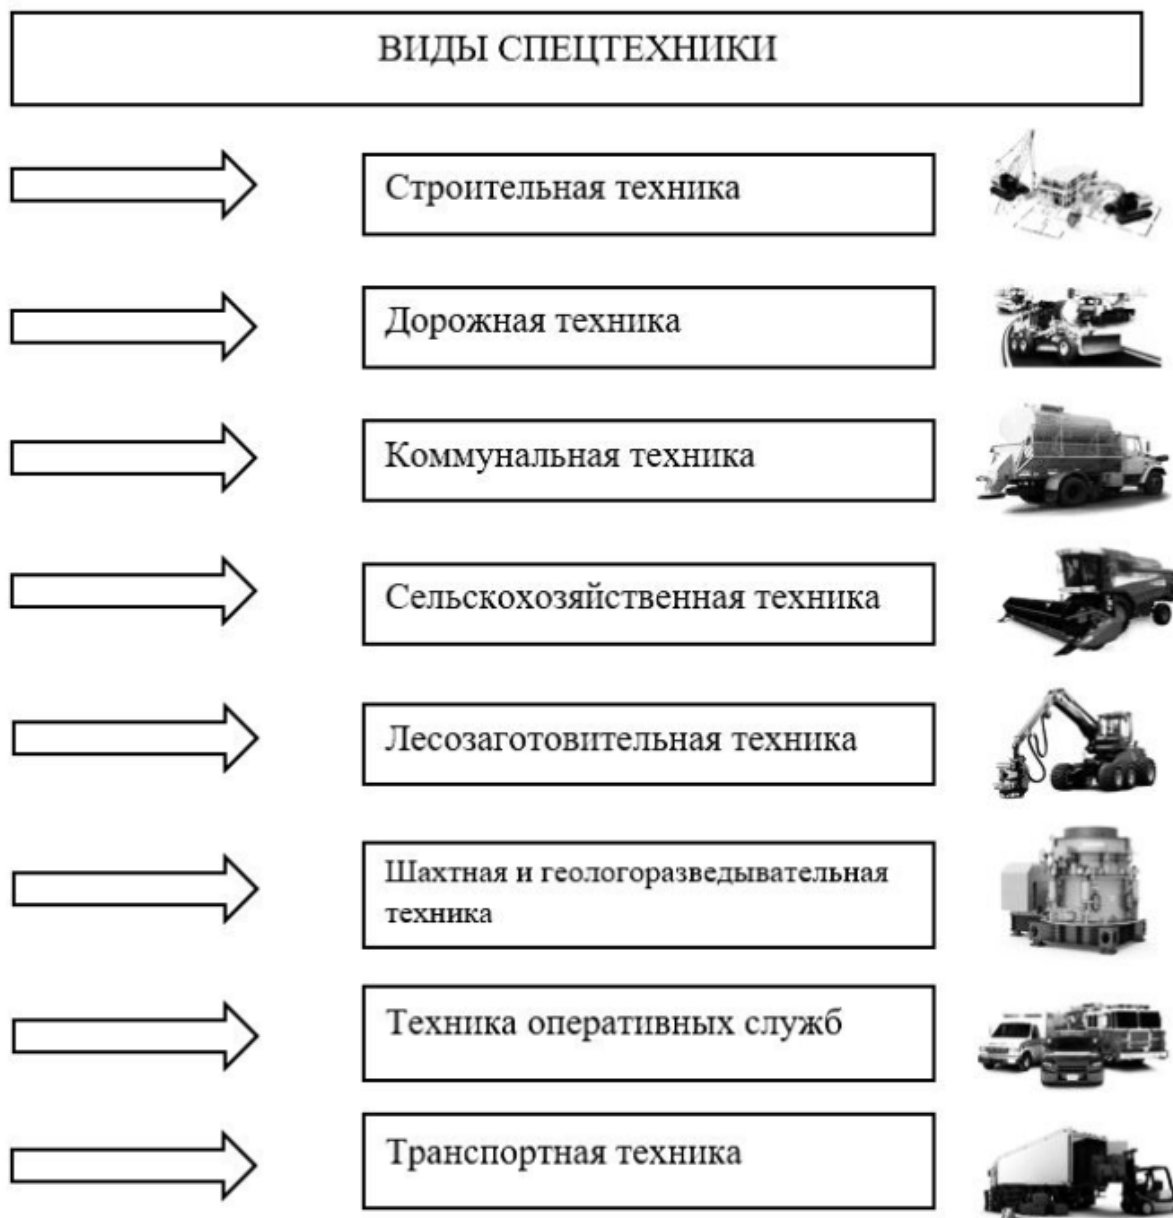 ВИДЫ СПЕЦТЕХНИКИ
Строительная техника
Дорожная техника
Коммунальная техника
Сельскохозяйственная техника
Лесозаготовительная техника
Шахтная и геологоразведывательная
техника
Техника оперативных служб
Транспортная техника